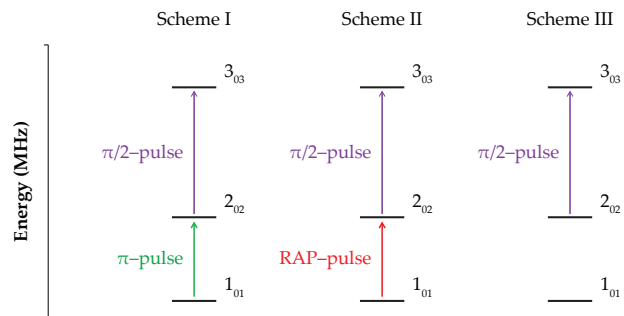 Scheme I Scheme II Scheme III
3₀₃ 3₀₃ 3₀₃
π/2–pulse π/2–pulse π/2–pulse
2₀₂ 2₀₂ 2₀₂
π–pulse RAP–pulse
1₀₁ 1₀₁ 1₀₁
Energy (MHz)